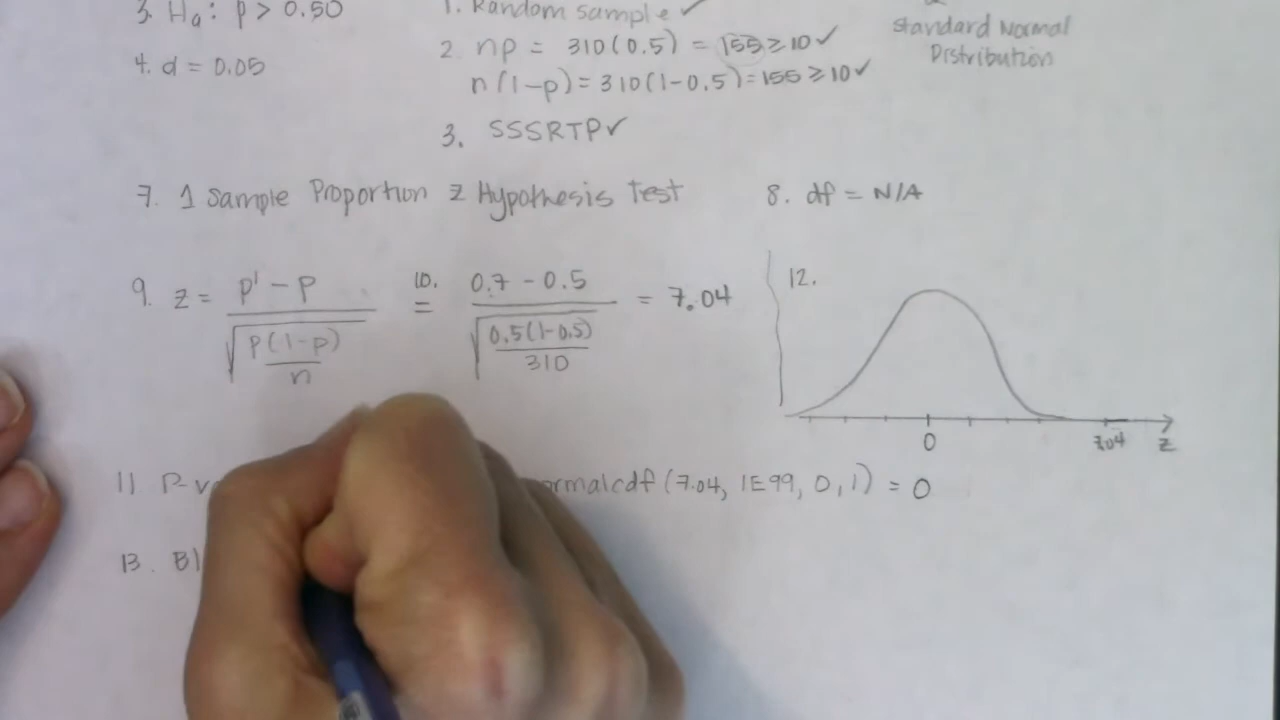 3. Ha: p > 0.50
4. α = 0.05
1. Random sample ✓
2. np = 310(0.5) = 155 ≥ 10 ✓
n(1-p) = 310(1-0.5) = 155 ≥ 10 ✓
3. SSSRTP ✓
Standard Normal
Distribution
7. 1 Sample Proportion z Hypothesis Test
8. df = N/A
9. z = p' - p / √(p(1-p)/n) 10. = 0.7 - 0.5 / √(0.5(1-0.5)/310) = 7.04
12.
0 7.04 z
11 P-v ormalcdf (7.04, 1E99, 0, 1) = 0
13. Bl